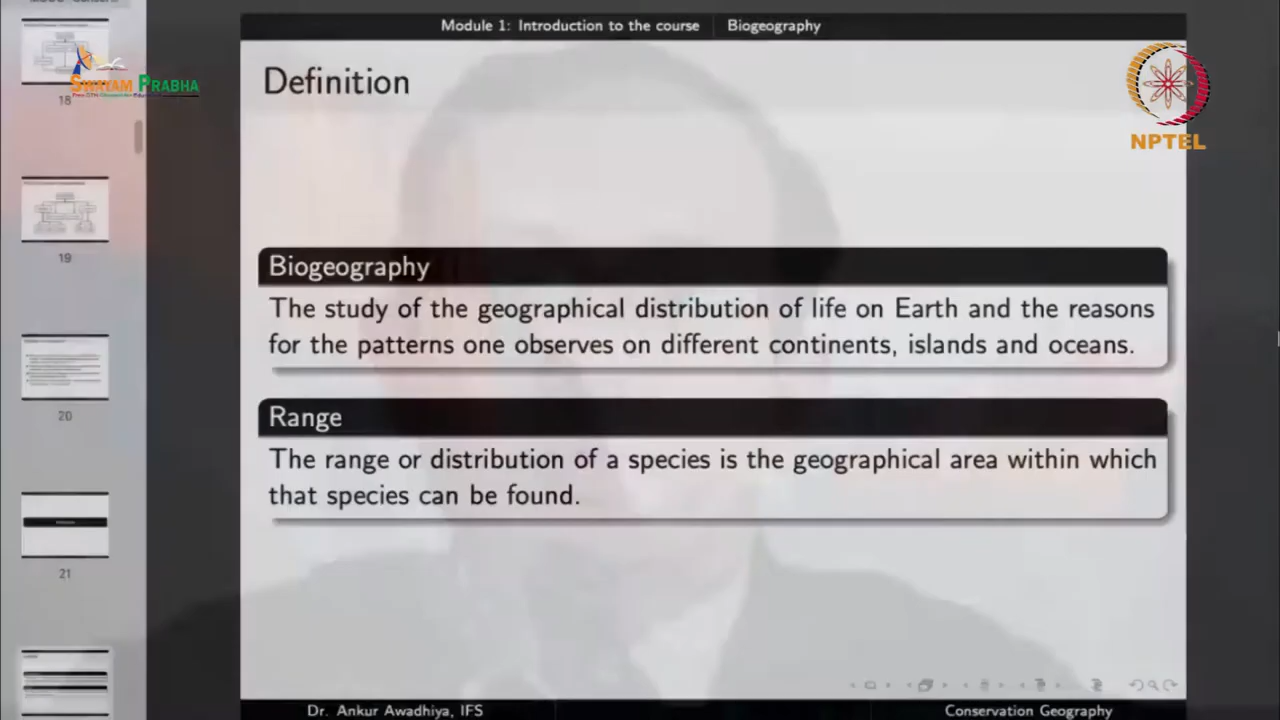 Module 1: Introduction to the course Biogeography
SWAYAM PRABHA
NPTEL
Definition
Biogeography
The study of the geographical distribution of life on Earth and the reasons
for the patterns one observes on different continents, islands and oceans.
Range
The range or distribution of a species is the geographical area within which
that species can be found.
18
19
20
21
Dr. Ankur Awadhiya, IFS Conservation Geography